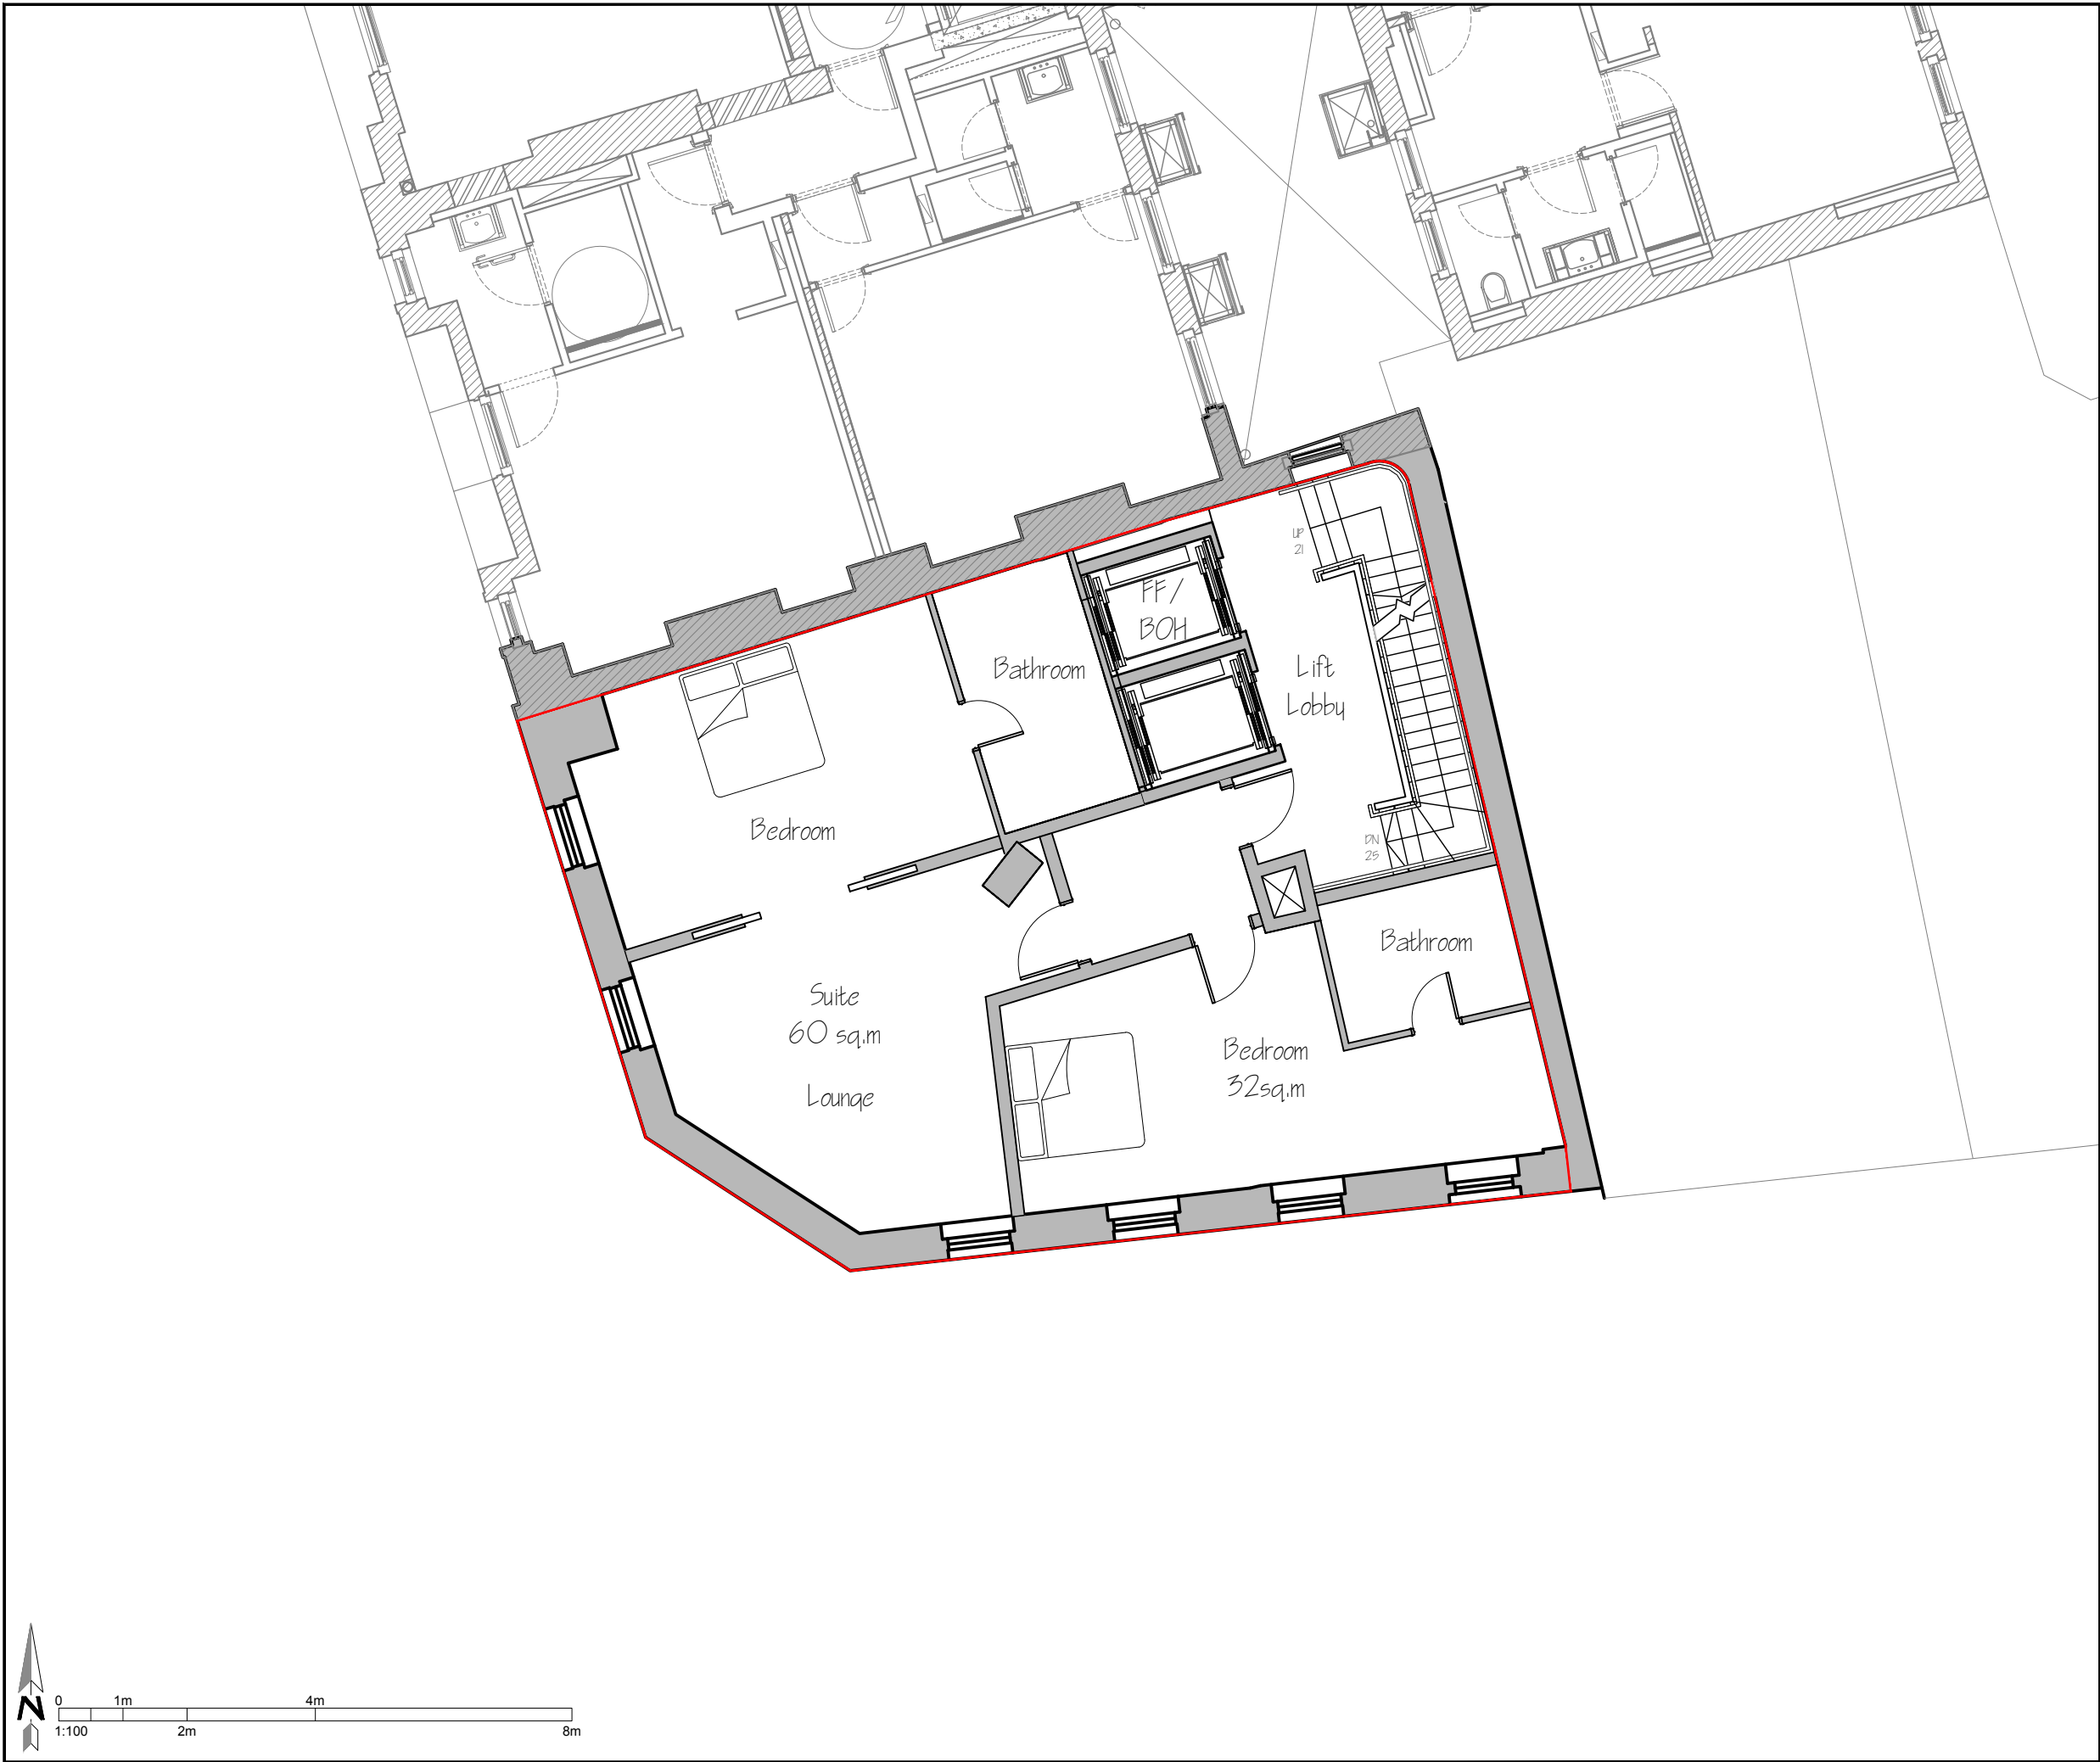 UP
21
FF/
BOH
Bathroom
Lift
Lobby
Bedroom
DN
25
Bathroom
Suite
60 sq.m
Lounge
Bedroom
32sq.m
N
0 1m 4m
1:100 2m 8m